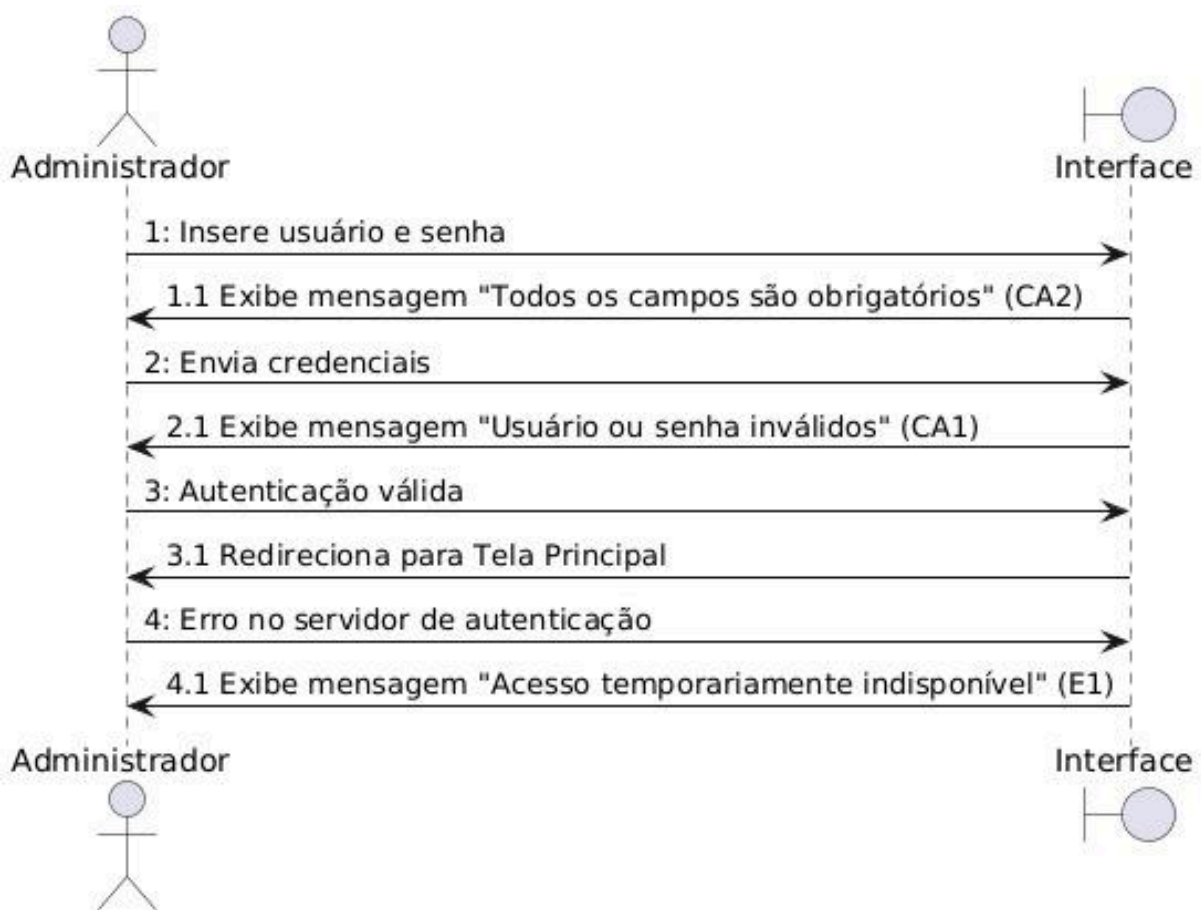 Administrador
Interface
1: Insere usuário e senha
1.1 Exibe mensagem "Todos os campos são obrigatórios" (CA2)
2: Envia credenciais
2.1 Exibe mensagem "Usuário ou senha inválidos" (CA1)
3: Autenticação válida
3.1 Redireciona para Tela Principal
4: Erro no servidor de autenticação
4.1 Exibe mensagem "Acesso temporariamente indisponível" (E1)
Administrador
Interface